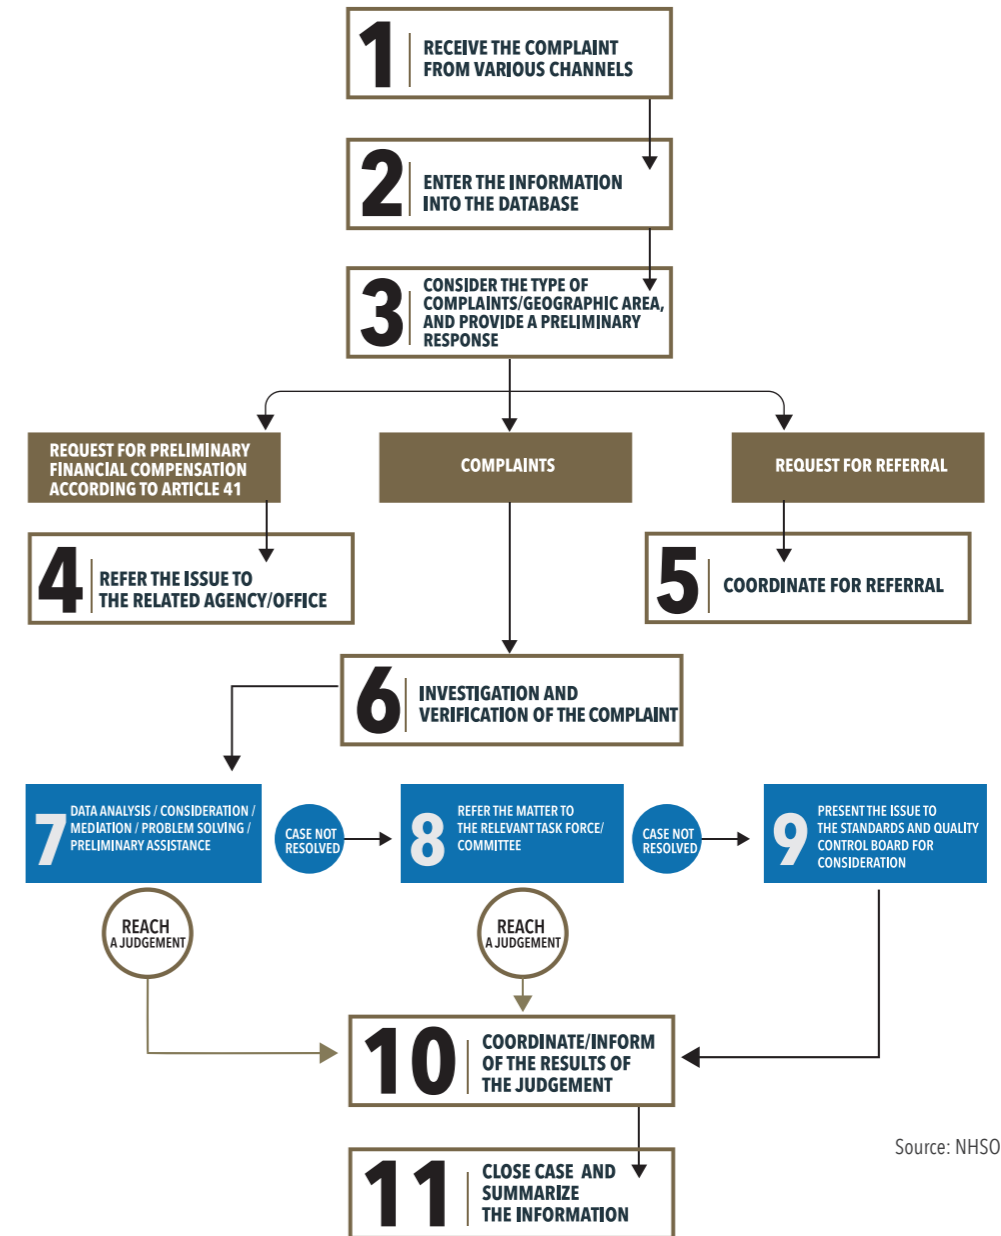 1
RECEIVE THE COMPLAINT
FROM VARIOUS CHANNELS
2
ENTER THE INFORMATION
INTO THE DATABASE
3
CONSIDER THE TYPE OF
COMPLAINTS/GEOGRAPHIC AREA,
AND PROVIDE A PRELIMINARY
RESPONSE
REQUEST FOR PRELIMINARY
FINANCIAL COMPENSATION
ACCORDING TO ARTICLE 41
COMPLAINTS
REQUEST FOR REFERRAL
4
REFER THE ISSUE TO
THE RELATED AGENCY/OFFICE
5
COORDINATE FOR REFERRAL
6
INVESTIGATION AND
VERIFICATION OF THE COMPLAINT
7
DATA ANALYSIS / CONSIDERATION /
MEDIATION / PROBLEM SOLVING /
PRELIMINARY ASSISTANCE
CASE NOT
RESOLVED
8
REFER THE MATTER TO
THE RELEVANT TASK FORCE/
COMMITTEE
CASE NOT
RESOLVED
9
PRESENT THE ISSUE TO
THE STANDARDS AND QUALITY
CONTROL BOARD FOR
CONSIDERATION
REACH
A JUDGEMENT
REACH
A JUDGEMENT
10
COORDINATE/INFORM
OF THE RESULTS OF
THE JUDGEMENT
11
CLOSE CASE AND
SUMMARIZE
THE INFORMATION
Source: NHSO